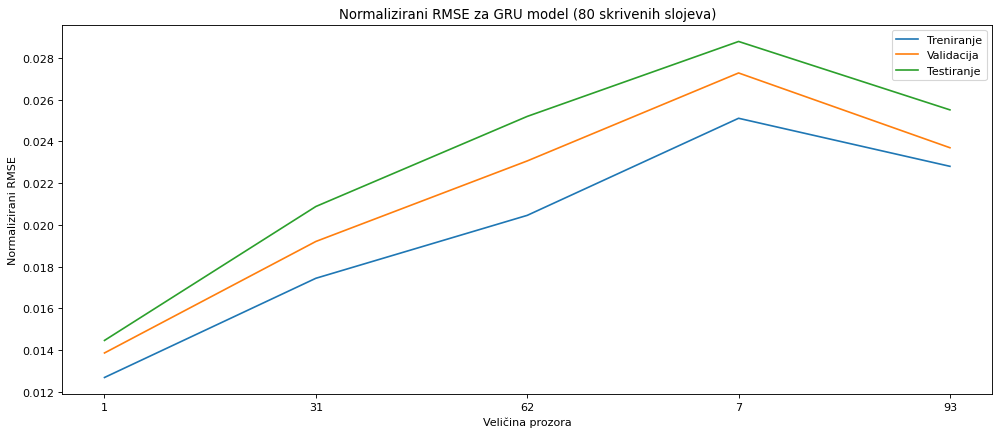 Normalizirani RMSE za GRU model (80 skrivenih slojeva)
Treniranje
Validacija
Testiranje
Normalizirani RMSE
0.028
0.026
0.024
0.022
0.020
0.018
0.016
0.014
0.012
1 31 62 7 93
Veličina prozora